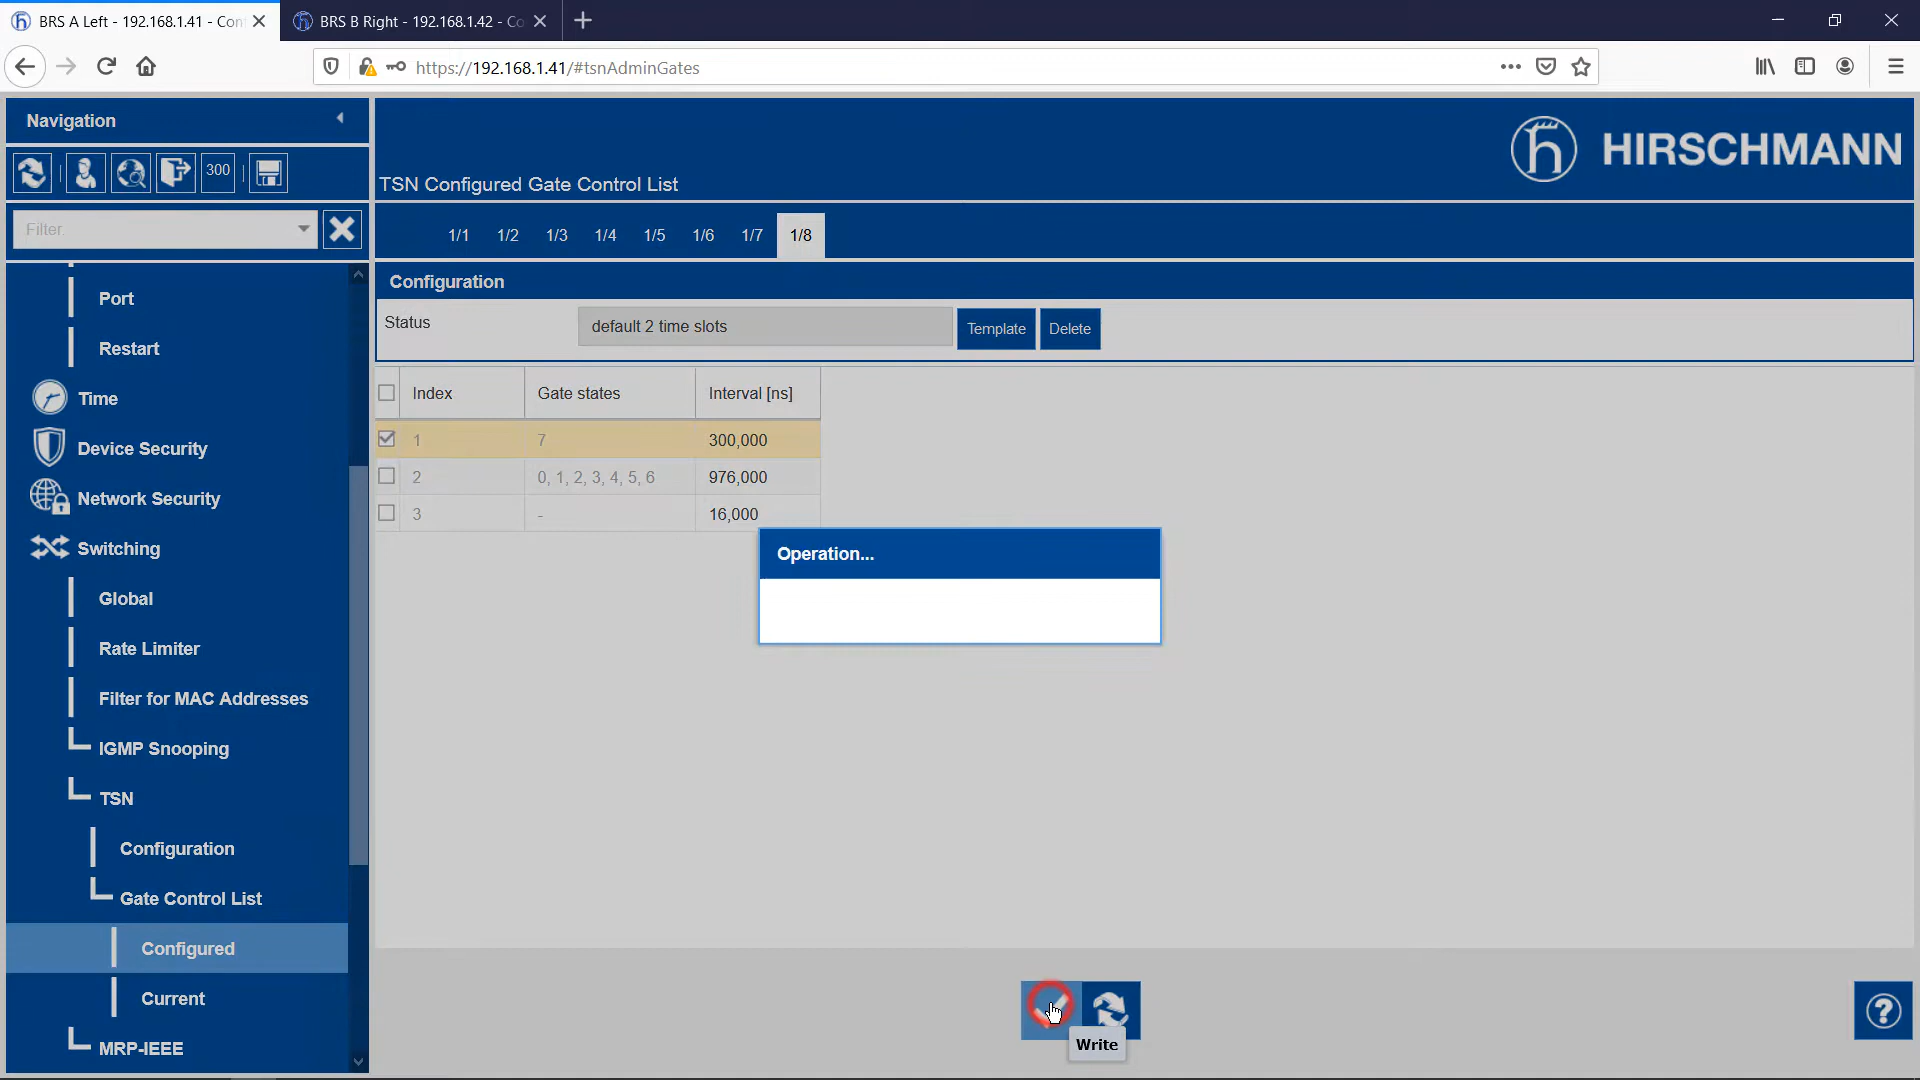 BRS A Left - 192.168.1.41 - Con
BRS B Right - 192.168.1.42 - Co
https://192.168.1.41/#tsnAdminGates
Navigation
300
Filter
Port
Restart
Time
Device Security
Network Security
Switching
Global
Rate Limiter
Filter for MAC Addresses
IGMP Snooping
TSN
Configuration
Gate Control List
Configured
Current
MRP-IEEE
HIRSCHMANN
TSN Configured Gate Control List
1/1 1/2 1/3 1/4 1/5 1/6 1/7 1/8
Configuration
Status default 2 time slots Template Delete
Index Gate states Interval [ns]
1 7 300,000
2 0, 1, 2, 3, 4, 5, 6 976,000
3 - 16,000
Operation...
Write